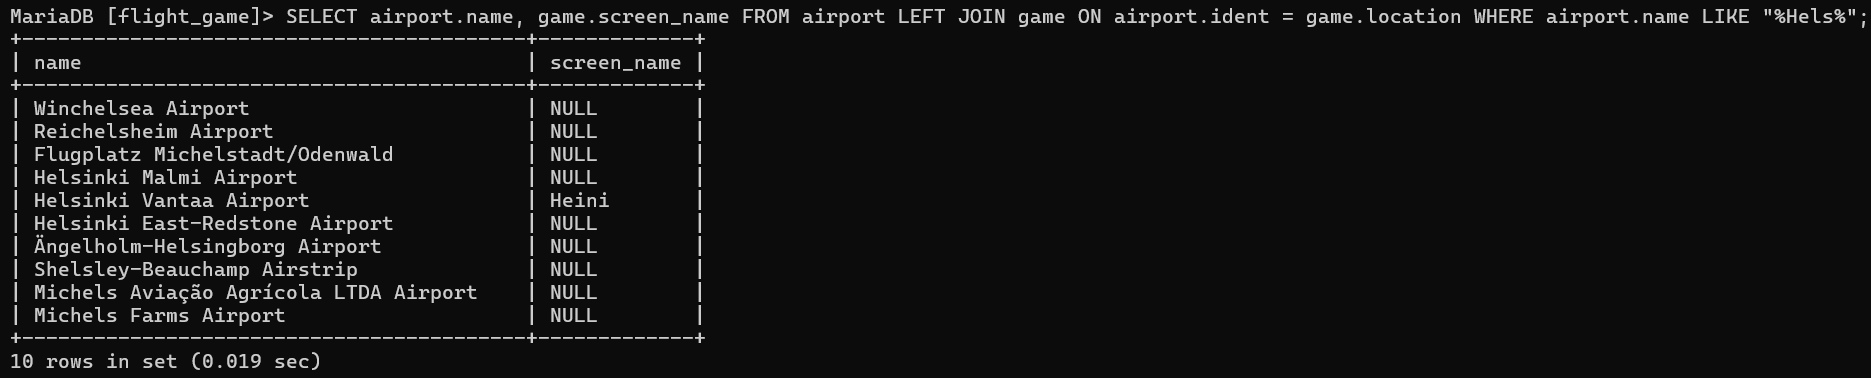 MariaDB [flight_game]> SELECT airport.name, game.screen_name FROM airport LEFT JOIN game ON airport.ident = game.location WHERE airport.name LIKE "%Hels%";
+------------------------------------------+-------------+
| name                                     | screen_name |
+------------------------------------------+-------------+
| Winchelsea Airport                       | NULL        |
| Reichelsheim Airport                     | NULL        |
| Flugplatz Michelstadt/Odenwald           | NULL        |
| Helsinki Malmi Airport                   | NULL        |
| Helsinki Vantaa Airport                  | Heini       |
| Helsinki East-Redstone Airport           | NULL        |
| Ängelholm-Helsingborg Airport            | NULL        |
| Shelsley-Beauchamp Airstrip              | NULL        |
| Michels Aviação Agrícola LTDA Airport    | NULL        |
| Michels Farms Airport                    | NULL        |
+------------------------------------------+-------------+
10 rows in set (0.019 sec)